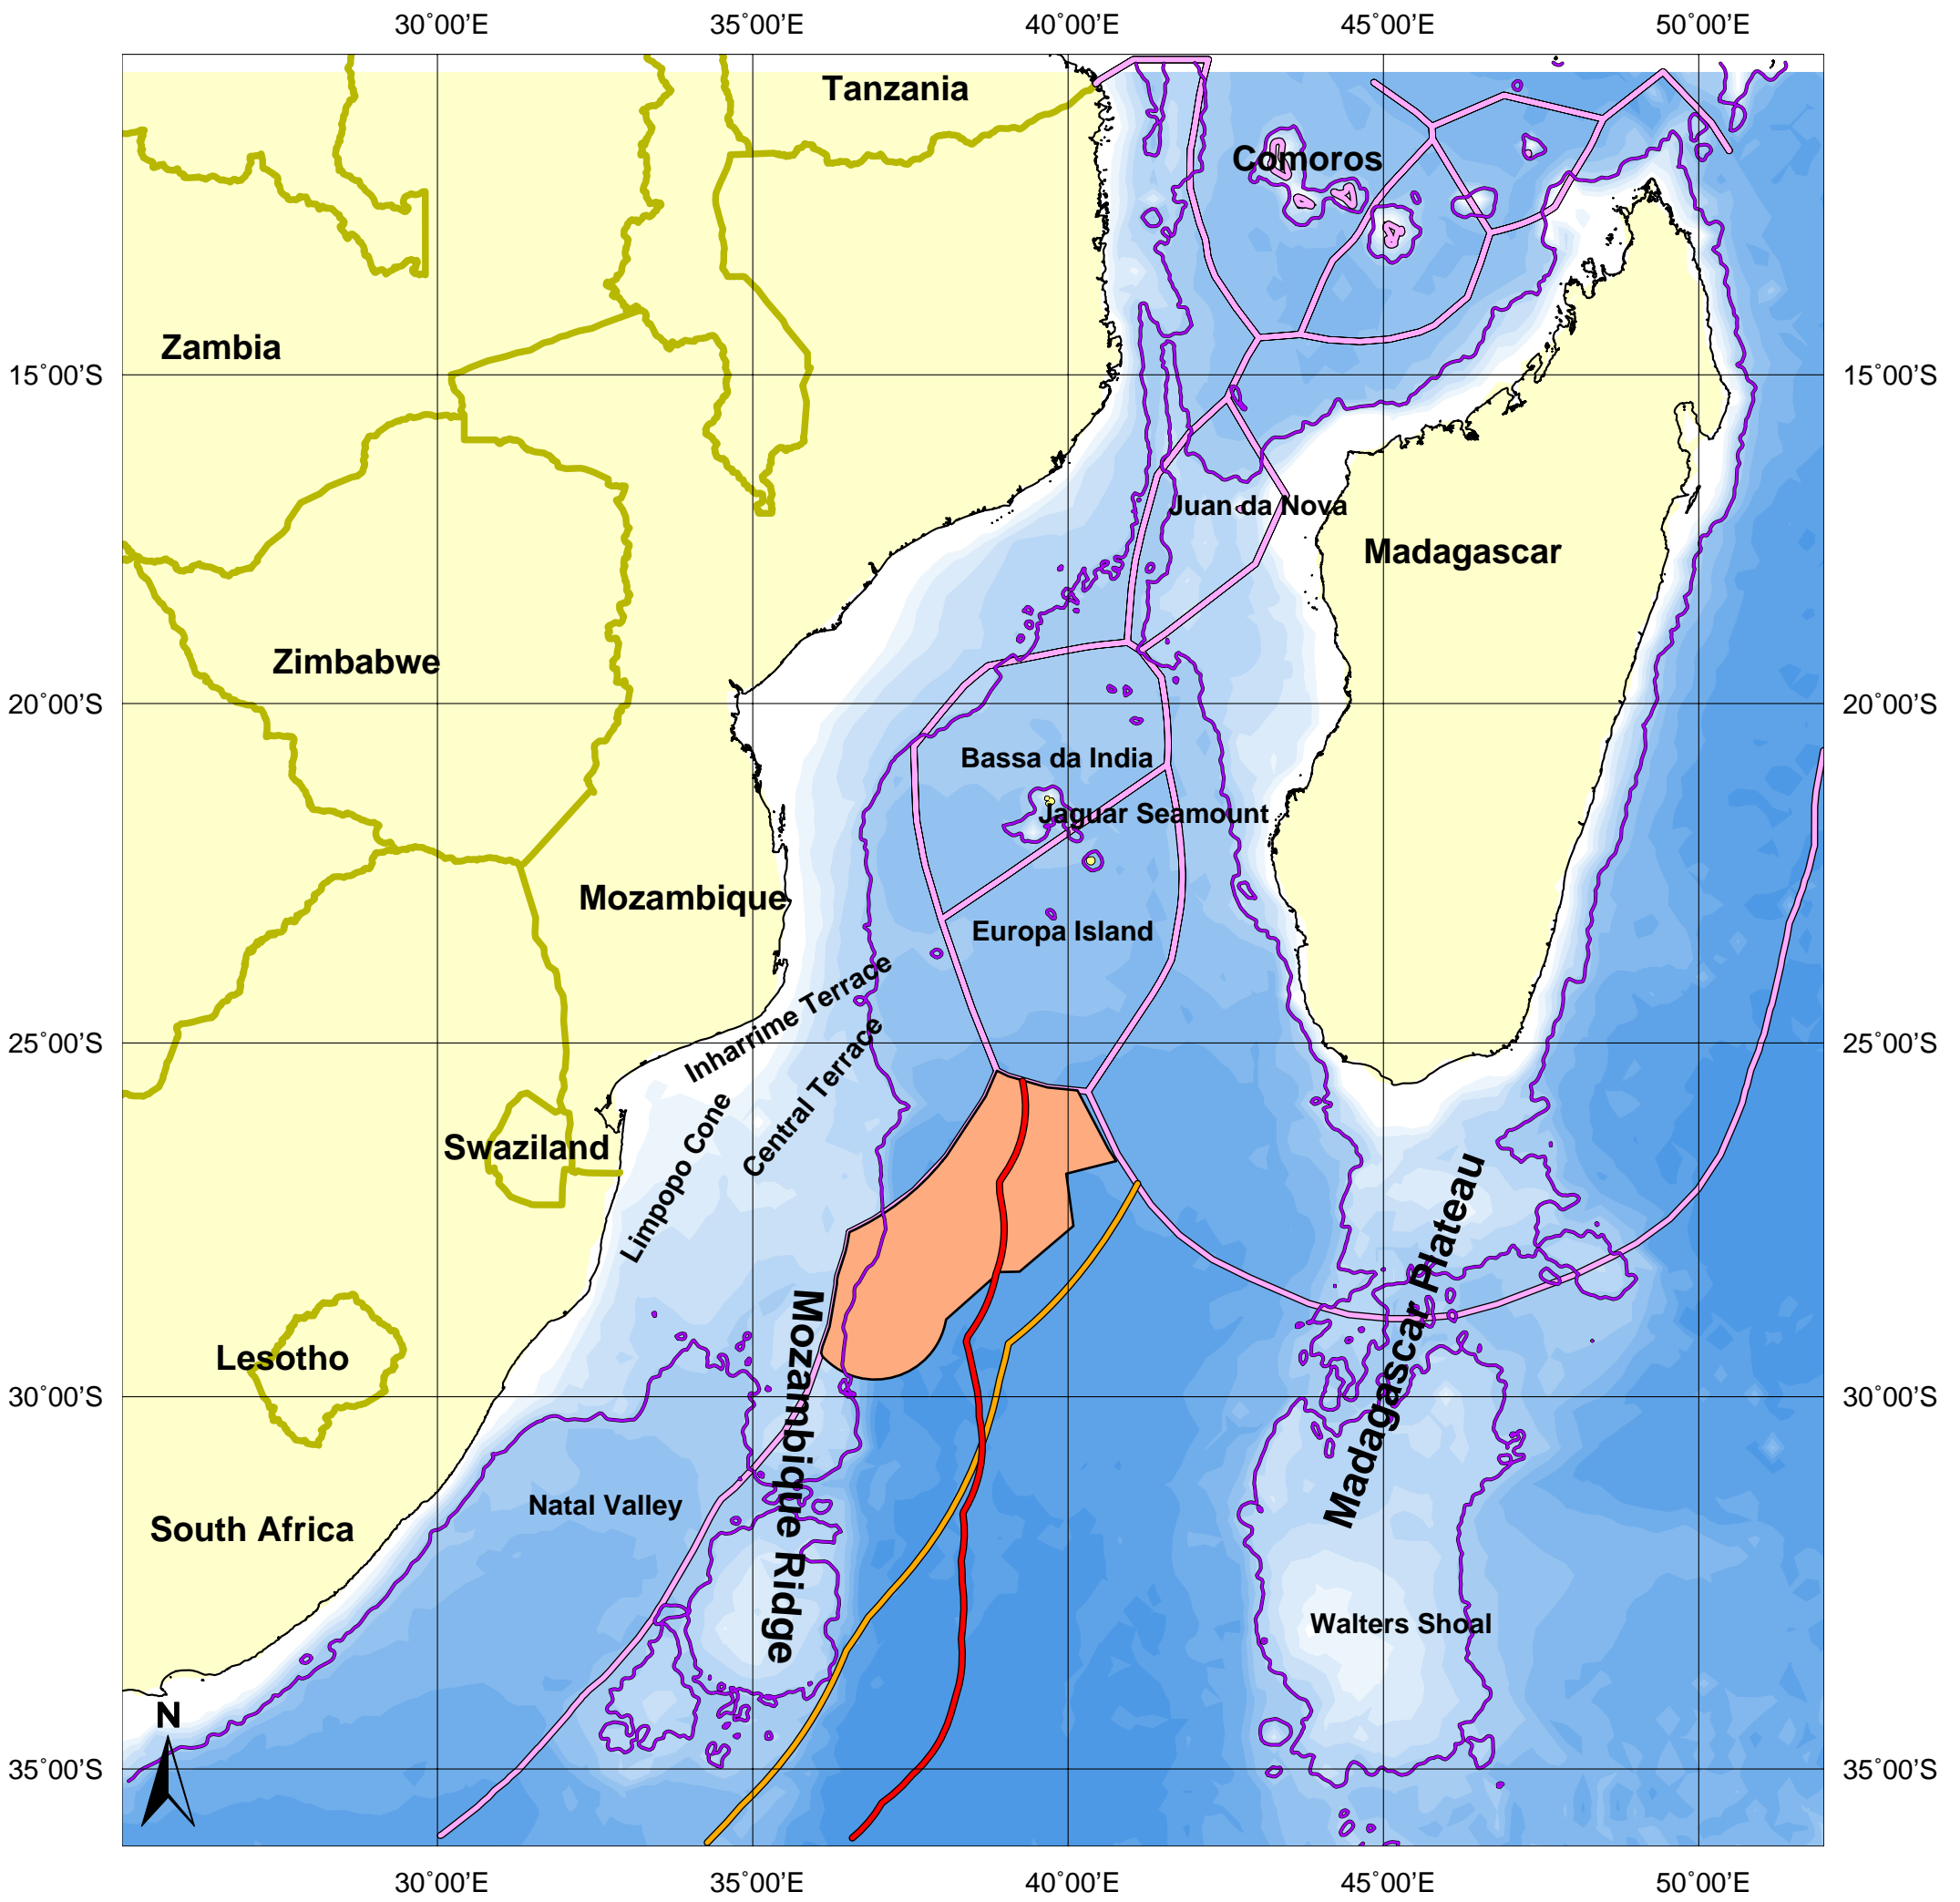 30°00'E 35°00'E 40°00'E 45°00'E 50°00'E
Tanzania
Comoros
Zambia
15°00'S 15°00'S
Juan da Nova
Madagascar
Zimbabwe
20°00'S 20°00'S
Bassa da India
Jaguar Seamount
Mozambique
Europa Island
Inharrime Terrace
25°00'S 25°00'S
Central Terrace
Limpopo Cone
Swaziland
Madagascar Plateau
Mozambique Ridge
Lesotho
30°00'S 30°00'S
Natal Valley
South Africa
Walters Shoal
N
35°00'S 35°00'S
30°00'E 35°00'E 40°00'E 45°00'E 50°00'E